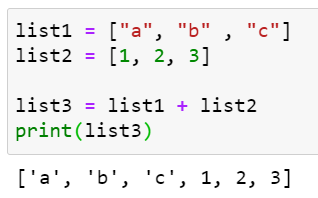 list1 = ["a", "b" , "c"]
list2 = [1, 2, 3]
list3 = list1 + list2
print(list3)
['a', 'b', 'c', 1, 2, 3]